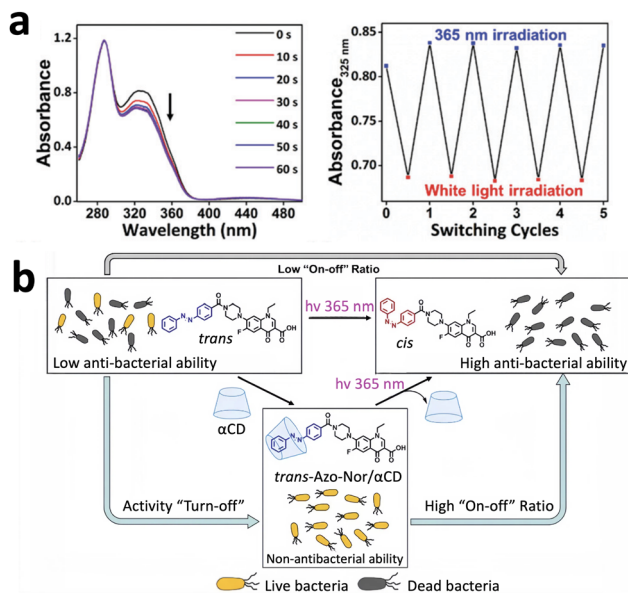 a
1.2
0.8
0.4
0.0
280
320
360
400
440
480
Absorbance
Wavelength (nm)
0 s
10 s
20 s
30 s
40 s
50 s
60 s
0.85
0.80
0.75
0.70
0
1
2
3
4
5
Absorbance325 nm
365 nm irradiation
White light irradiation
Switching Cycles
b
Low "On-off" Ratio
N
N
O
N
N
N
F
O
O
OH
trans
Low anti-bacterial ability
hv 365 nm
N
N
O
N
N
N
F
O
O
OH
cis
High anti-bacterial ability
αCD
hv 365 nm
N
N
O
N
N
N
F
O
O
OH
trans-Azo-Nor/αCD
Non-antibacterial ability
Activity "Turn-off"
High "On-off" Ratio
Live bacteria
Dead bacteria